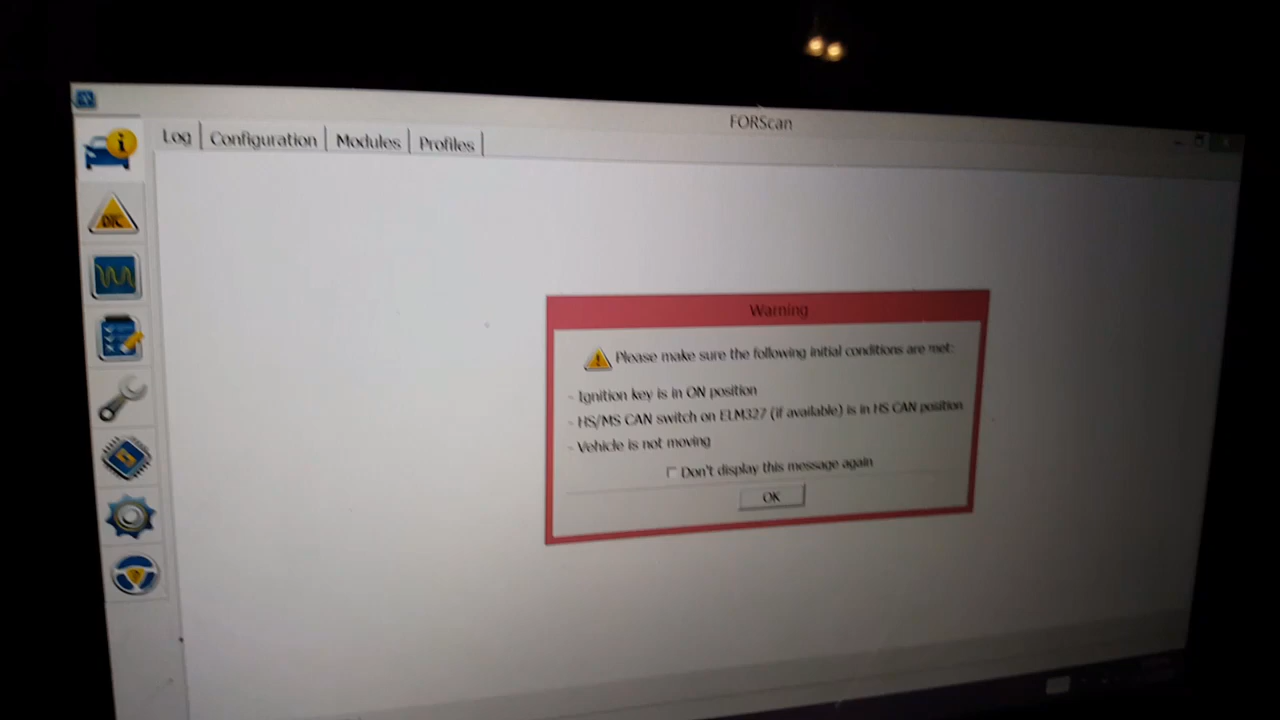 FORScan
Log
Configuration
Modules
Profiles
DTC
Warning
Please make sure the following initial conditions are met:
- Ignition key is in ON position
- HS/MS CAN switch on ELM327 (if available) is in HS CAN position
- Vehicle is not moving
Don't display this message again
OK